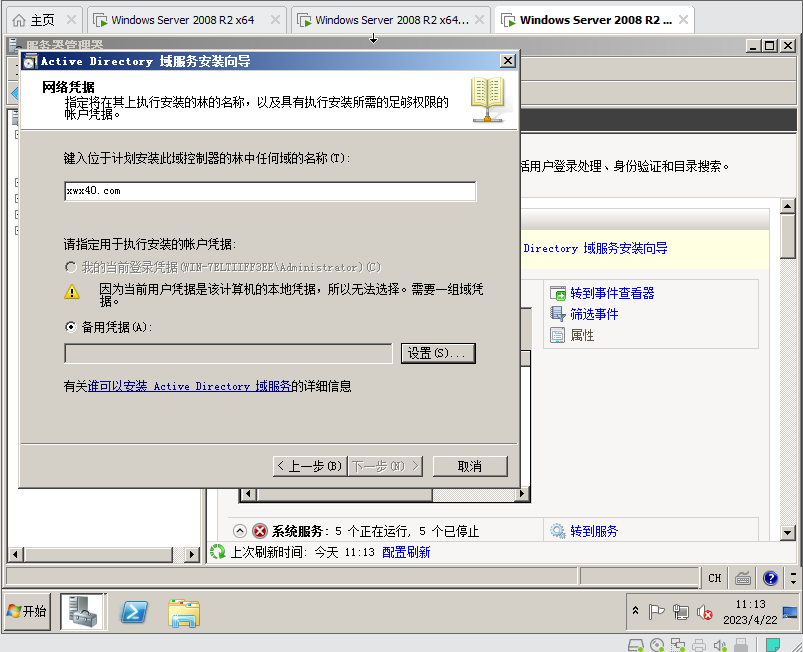 主页
Windows Server 2008 R2 x64
Windows Server 2008 R2 x64...
Windows Server 2008 R2 ...
服务器管理器
Active Directory 域服务安装向导
网络凭据
指定将在其上执行安装的林的名称，以及具有执行安装所需的足够权限的
帐户凭据。
键入位于计划安装此域控制器的林中任何域的名称(T):
xwx40.com
请指定用于执行安装的帐户凭据:
我的当前登录凭据(WIN-7ELTIIFF3EE\Administrator)(C)
因为当前用户凭据是该计算机的本地凭据，所以无法选择。需要一组域凭
据。
备用凭据(A):
设置(S)...
有关谁可以安装 Active Directory 域服务的详细信息
< 上一步(B)
下一步(N) >
取消
活用户登录处理、身份验证和目录搜索。
Directory 域服务安装向导
转到事件查看器
筛选事件
属性
系统服务: 5 个正在运行, 5 个已停止
转到服务
上次刷新时间: 今天 11:13 配置刷新
CH
开始
11:13
2023/4/22